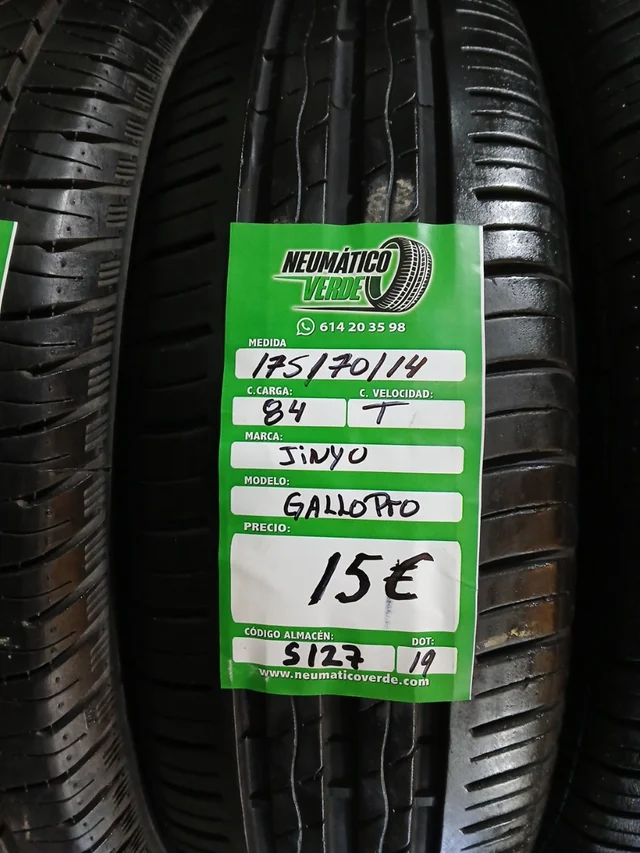 NEUMÁTICO
VERDE
614 20 35 98
MEDIDA
175/70/14
C.CARGA: C. VELOCIDAD:
84 T
MARCA:
JINYU
MODELO:
GALLOPRO
PRECIO:
15€
CÓDIGO ALMACÉN: DOT:
S127 19
www.neumaticoverde.com